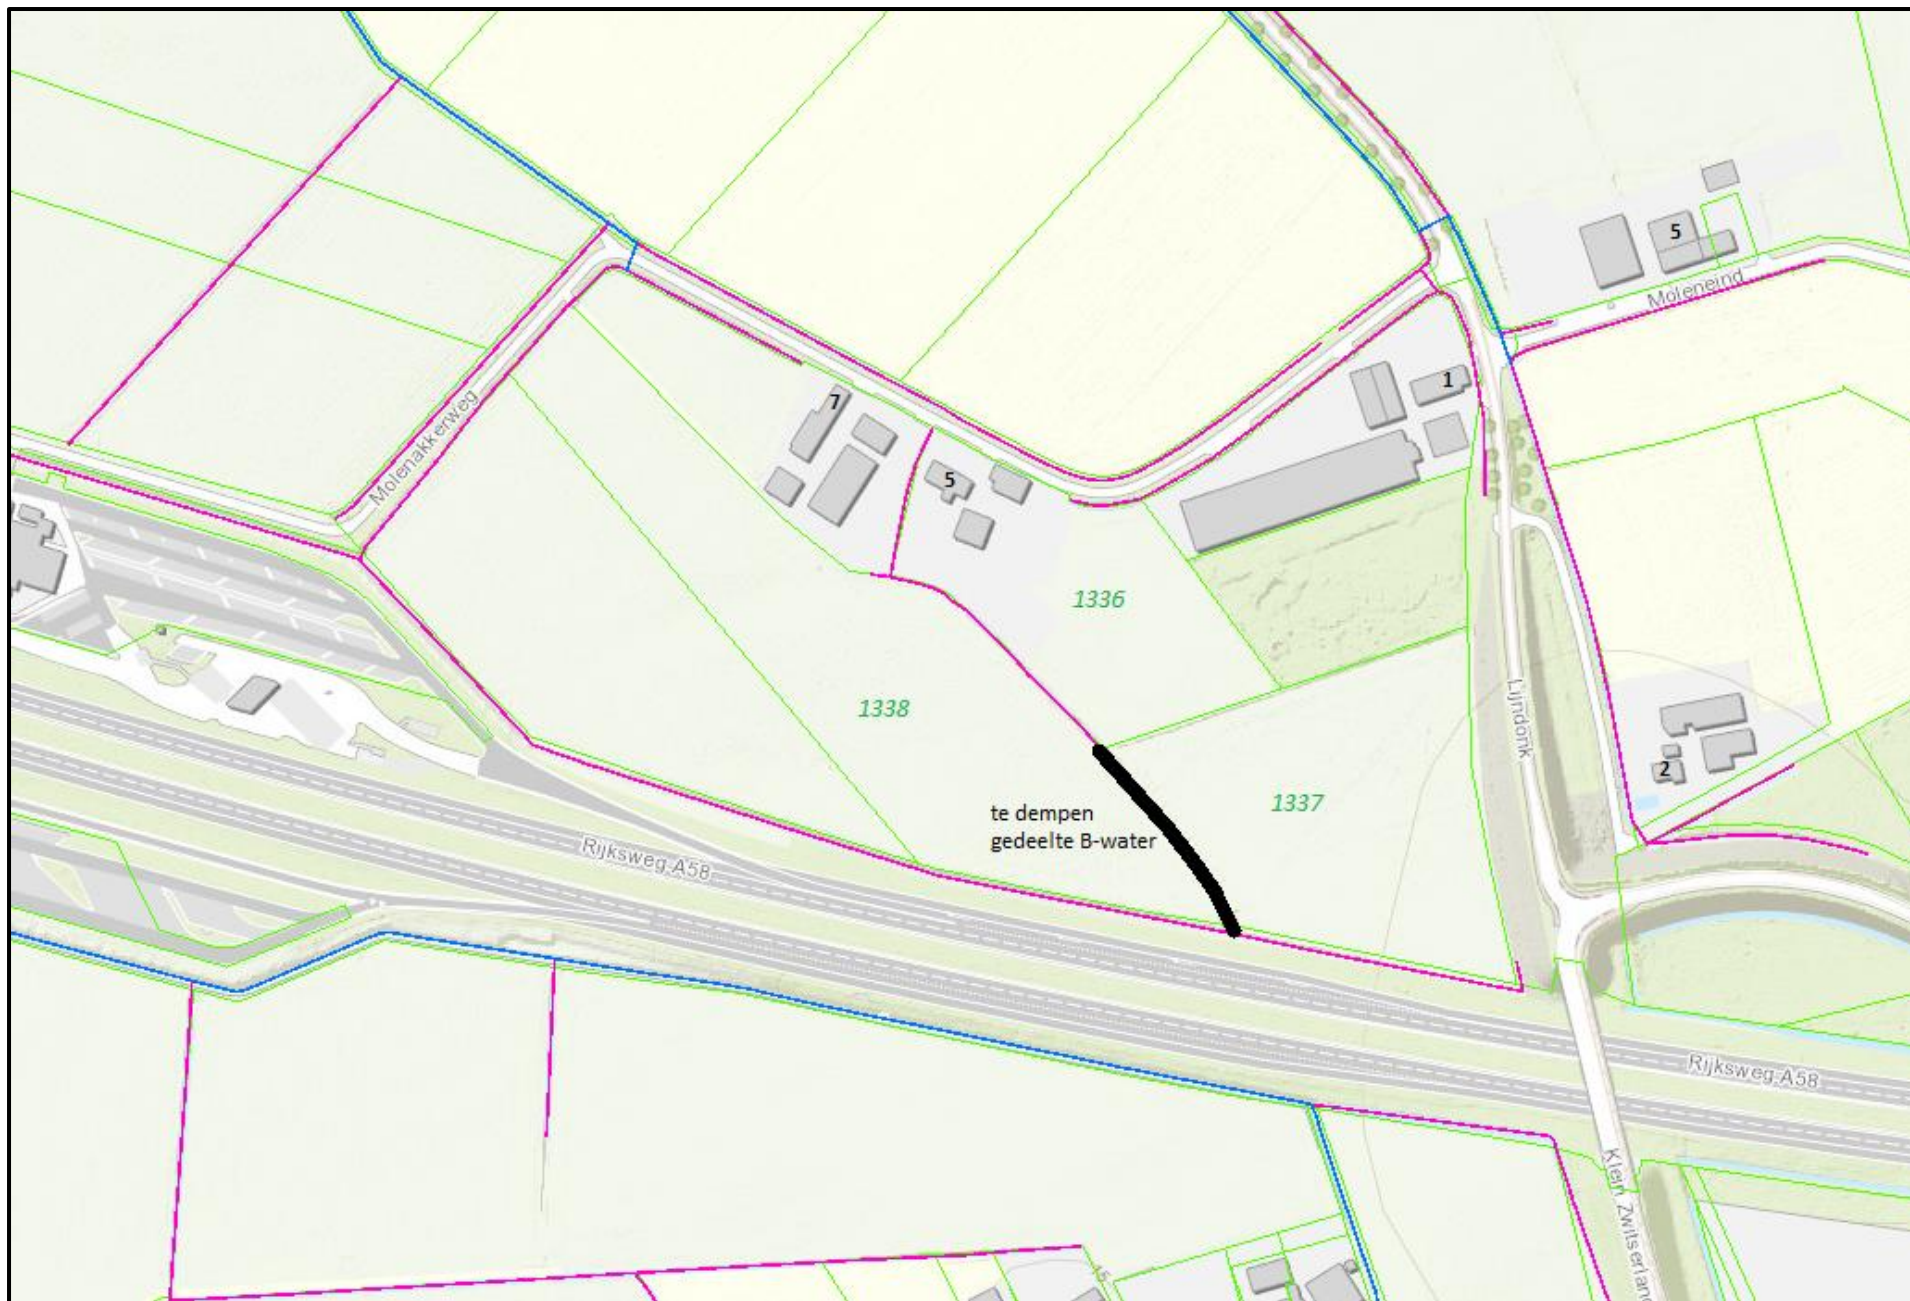 5
Moleneind
1
7
Molenakkerweg
5
1336
1338
Lijndonk
2
te dempen
gedeelte B-water
1337
Rijksweg A58
Rijksweg A58
Klein Zwitserland